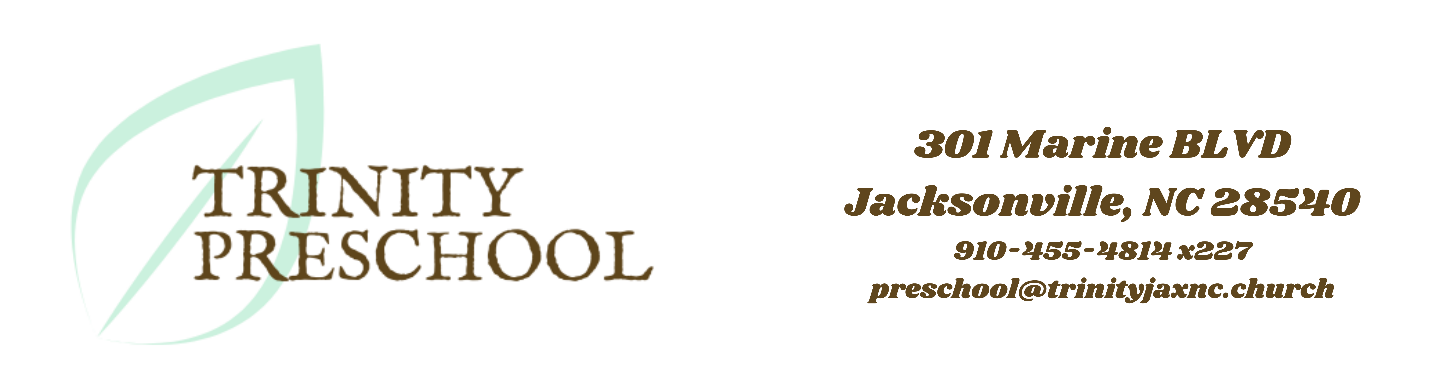 TRINITY
PRESCHOOL
301 Marine BLVD
Jacksonville, NC 28540
910-455-4814 x227
preschool@trinityjaxnc.church